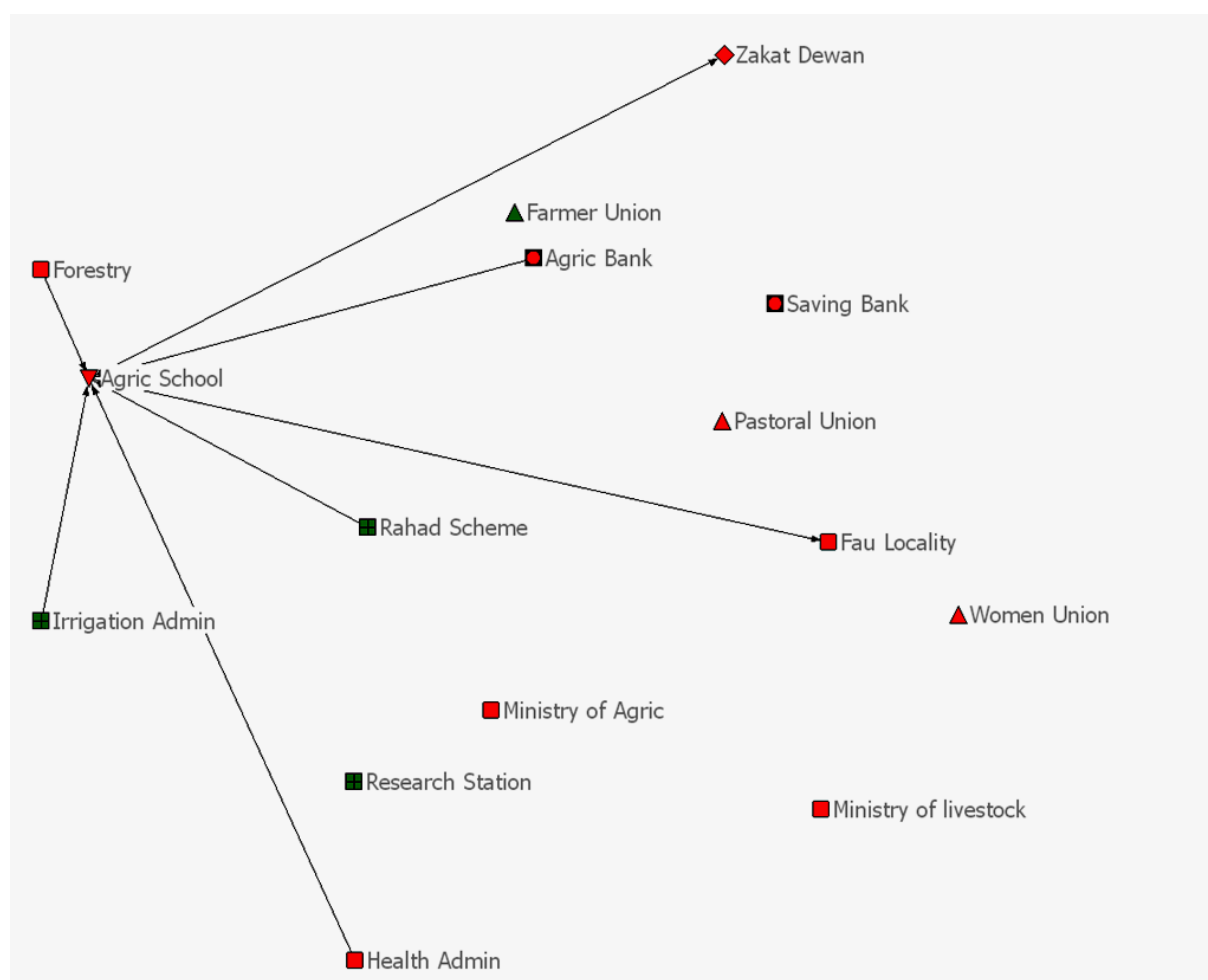 Zakat Dewan
Farmer Union
Agric Bank
Forestry
Saving Bank
Agric School
Pastoral Union
Rahad Scheme
Fau Locality
Women Union
Irrigation Admin
Ministry of Agric
Research Station
Ministry of livestock
Health Admin